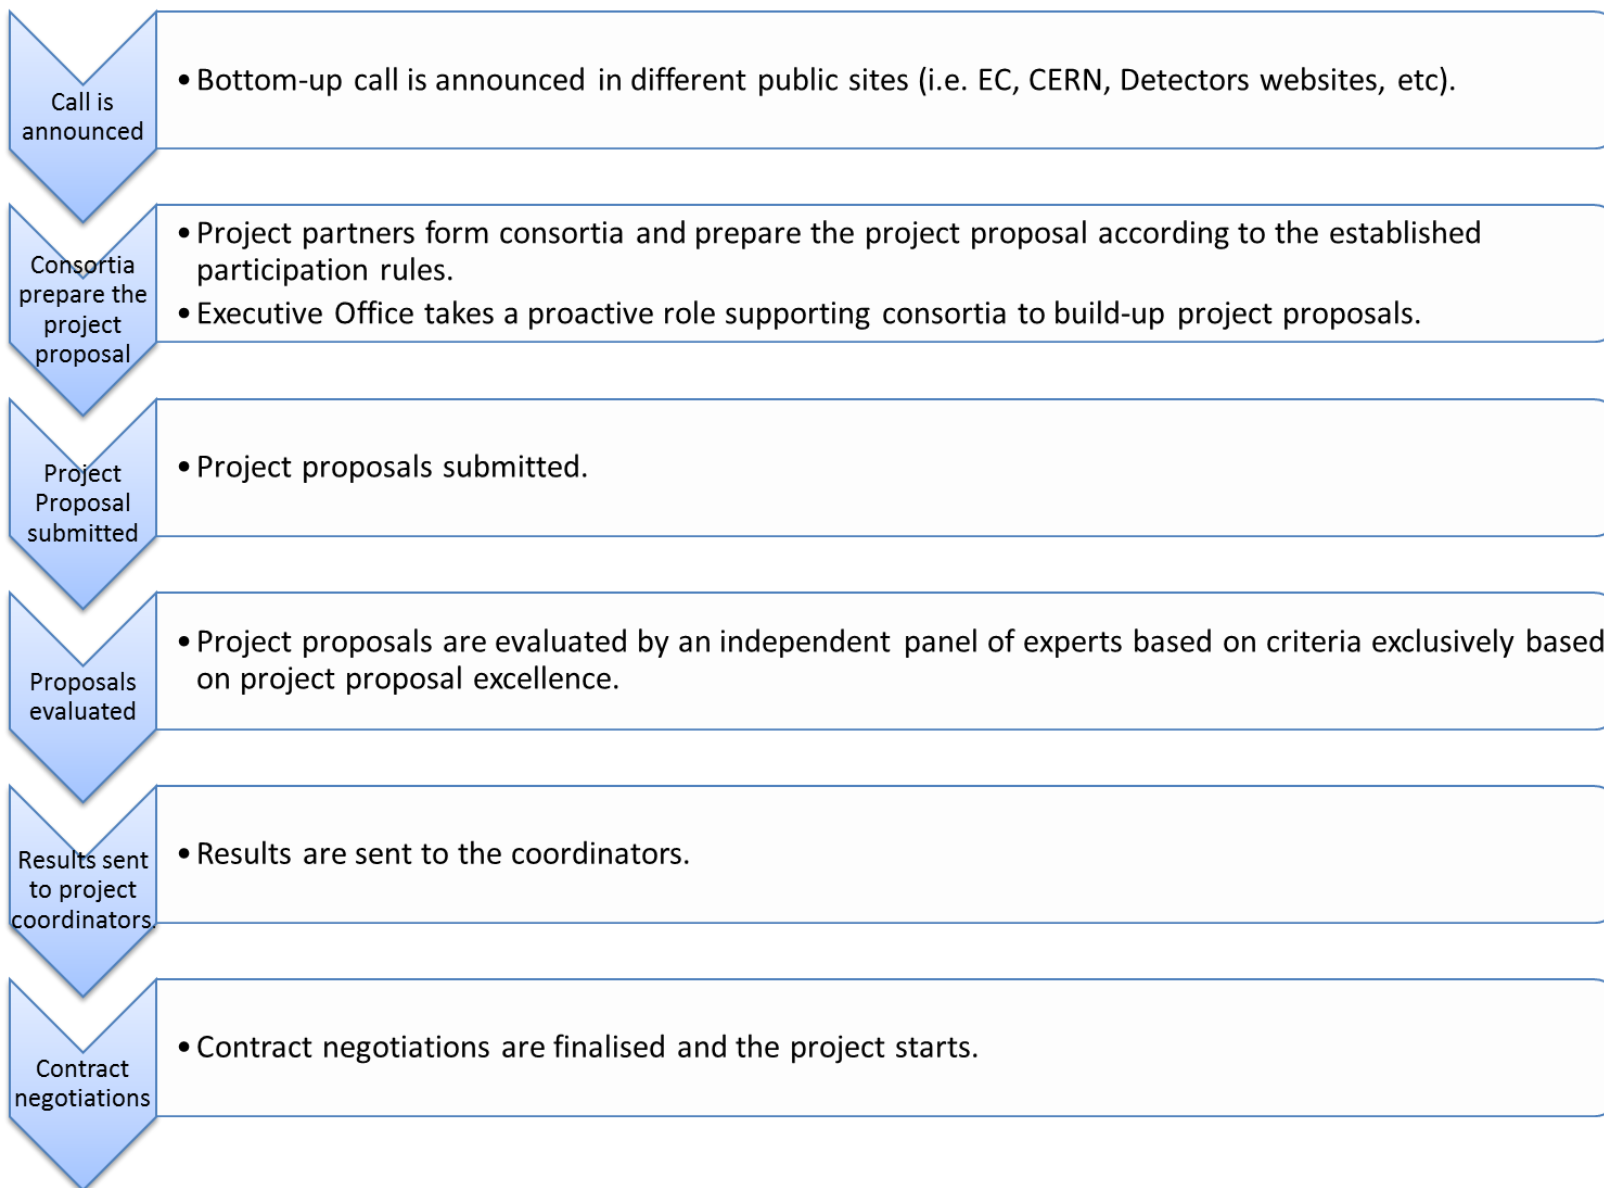 Call is
announced
• Bottom-up call is announced in different public sites (i.e. EC, CERN, Detectors websites, etc).
Consortia
prepare the
project
proposal
• Project partners form consortia and prepare the project proposal according to the established
participation rules.
• Executive Office takes a proactive role supporting consortia to build-up project proposals.
Project
Proposal
submitted
• Project proposals submitted.
Proposals
evaluated
• Project proposals are evaluated by an independent panel of experts based on criteria exclusively based
on project proposal excellence.
Results sent
to project
coordinators.
• Results are sent to the coordinators.
Contract
negotiations
• Contract negotiations are finalised and the project starts.